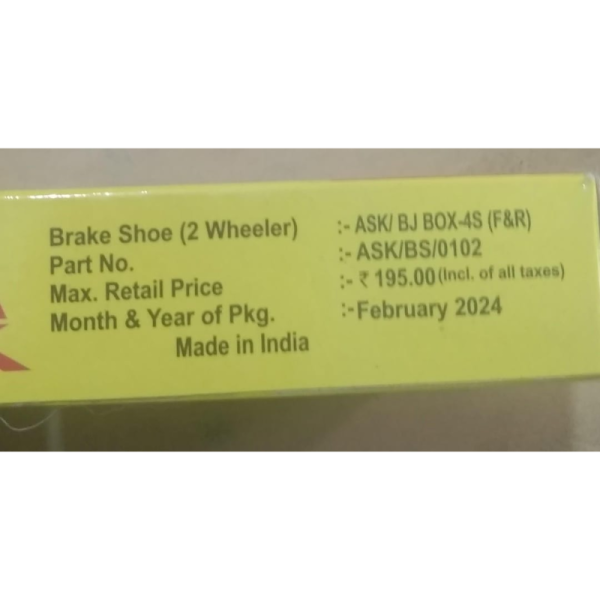 Brake Shoe (2 Wheeler) :- ASK/ BJ BOX-4S (F&R)
Part No. :- ASK/BS/0102
Max. Retail Price :- ₹ 195.00 (Incl. of all taxes)
Month & Year of Pkg. :- February 2024
Made in India